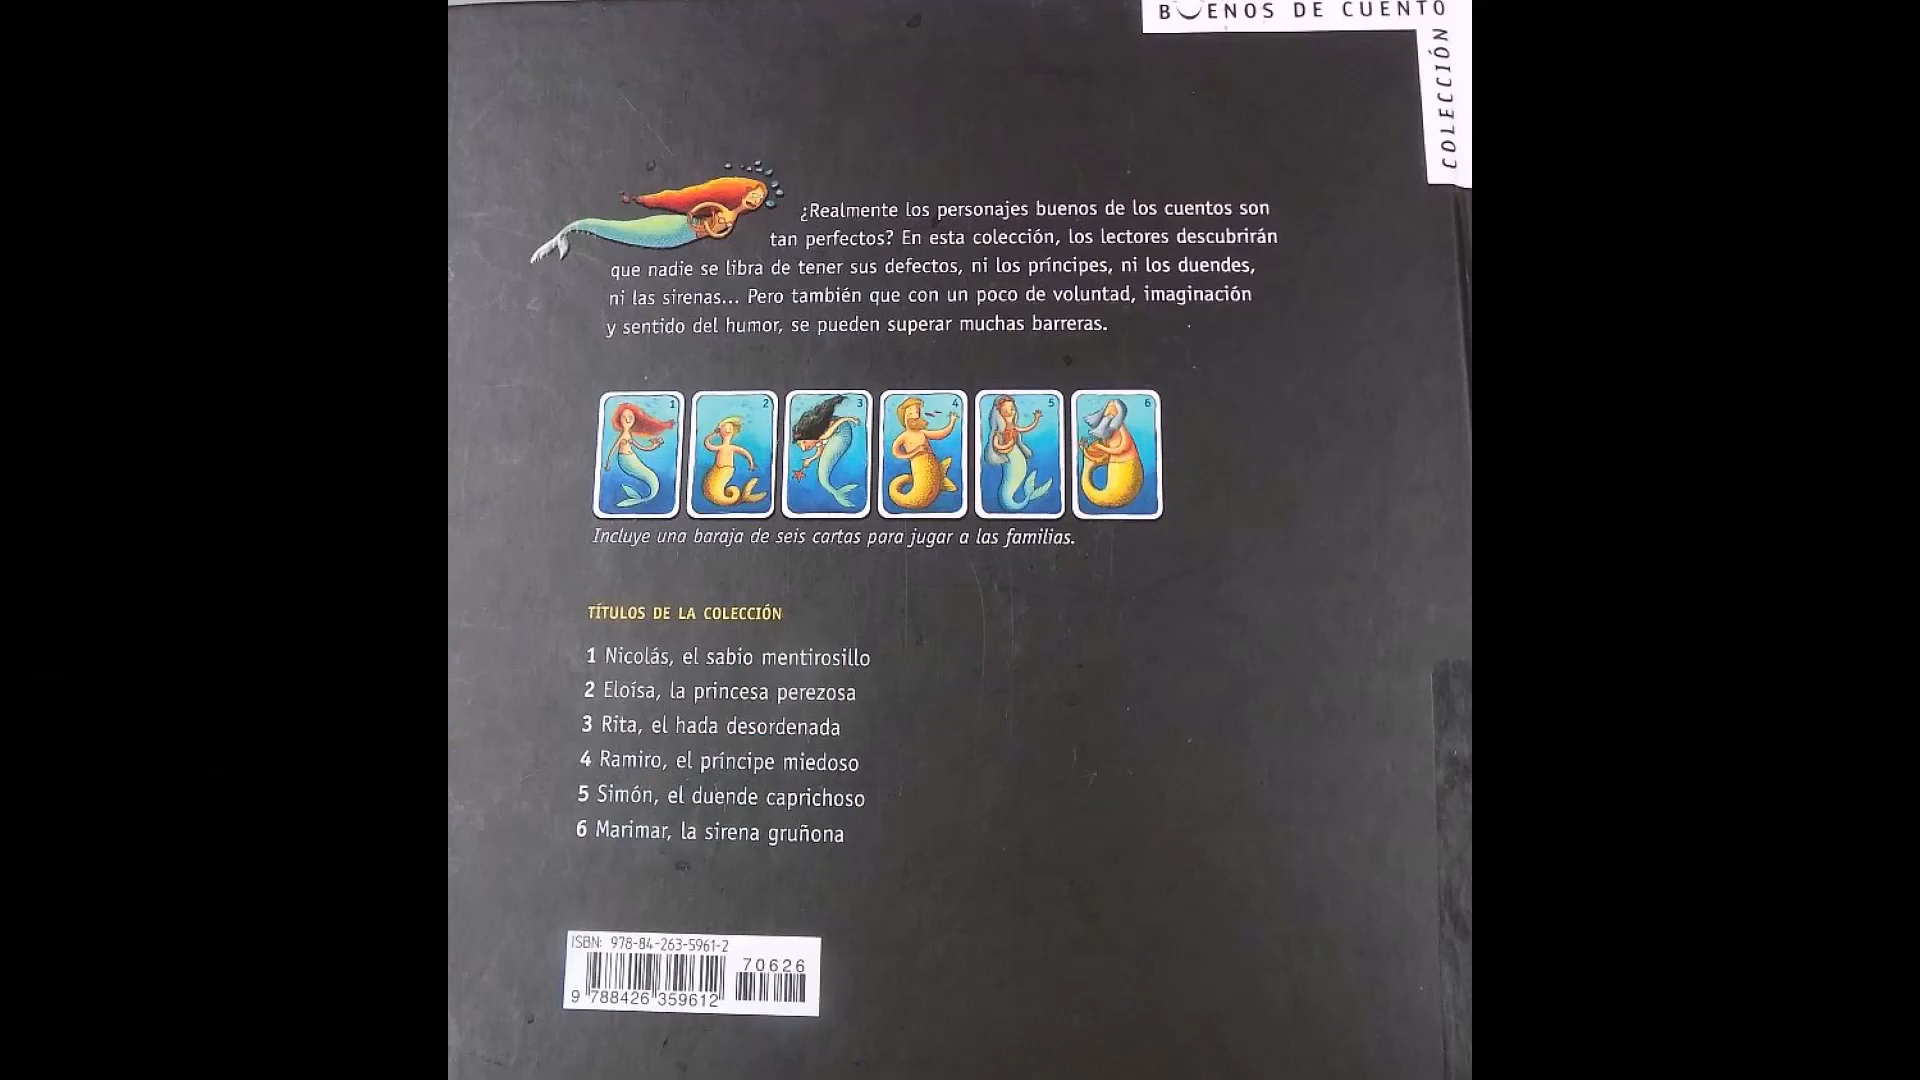 BUENOS DE CUENTO
COLECCIÓN
¿Realmente los personajes buenos de los cuentos son
tan perfectos? En esta colección, los lectores descubrirán
que nadie se libra de tener sus defectos, ni los príncipes, ni los duendes,
ni las sirenas... Pero también que con un poco de voluntad, imaginación
y sentido del humor, se pueden superar muchas barreras.
1 2 3 4 5 6
Incluye una baraja de seis cartas para jugar a las familias.
TÍTULOS DE LA COLECCIÓN
1 Nicolás, el sabio mentirosillo
2 Eloísa, la princesa perezosa
3 Rita, el hada desordenada
4 Ramiro, el príncipe miedoso
5 Simón, el duende caprichoso
6 Marimar, la sirena gruñona
ISBN: 978-84-263-5961-2
70626
9 788426 359612